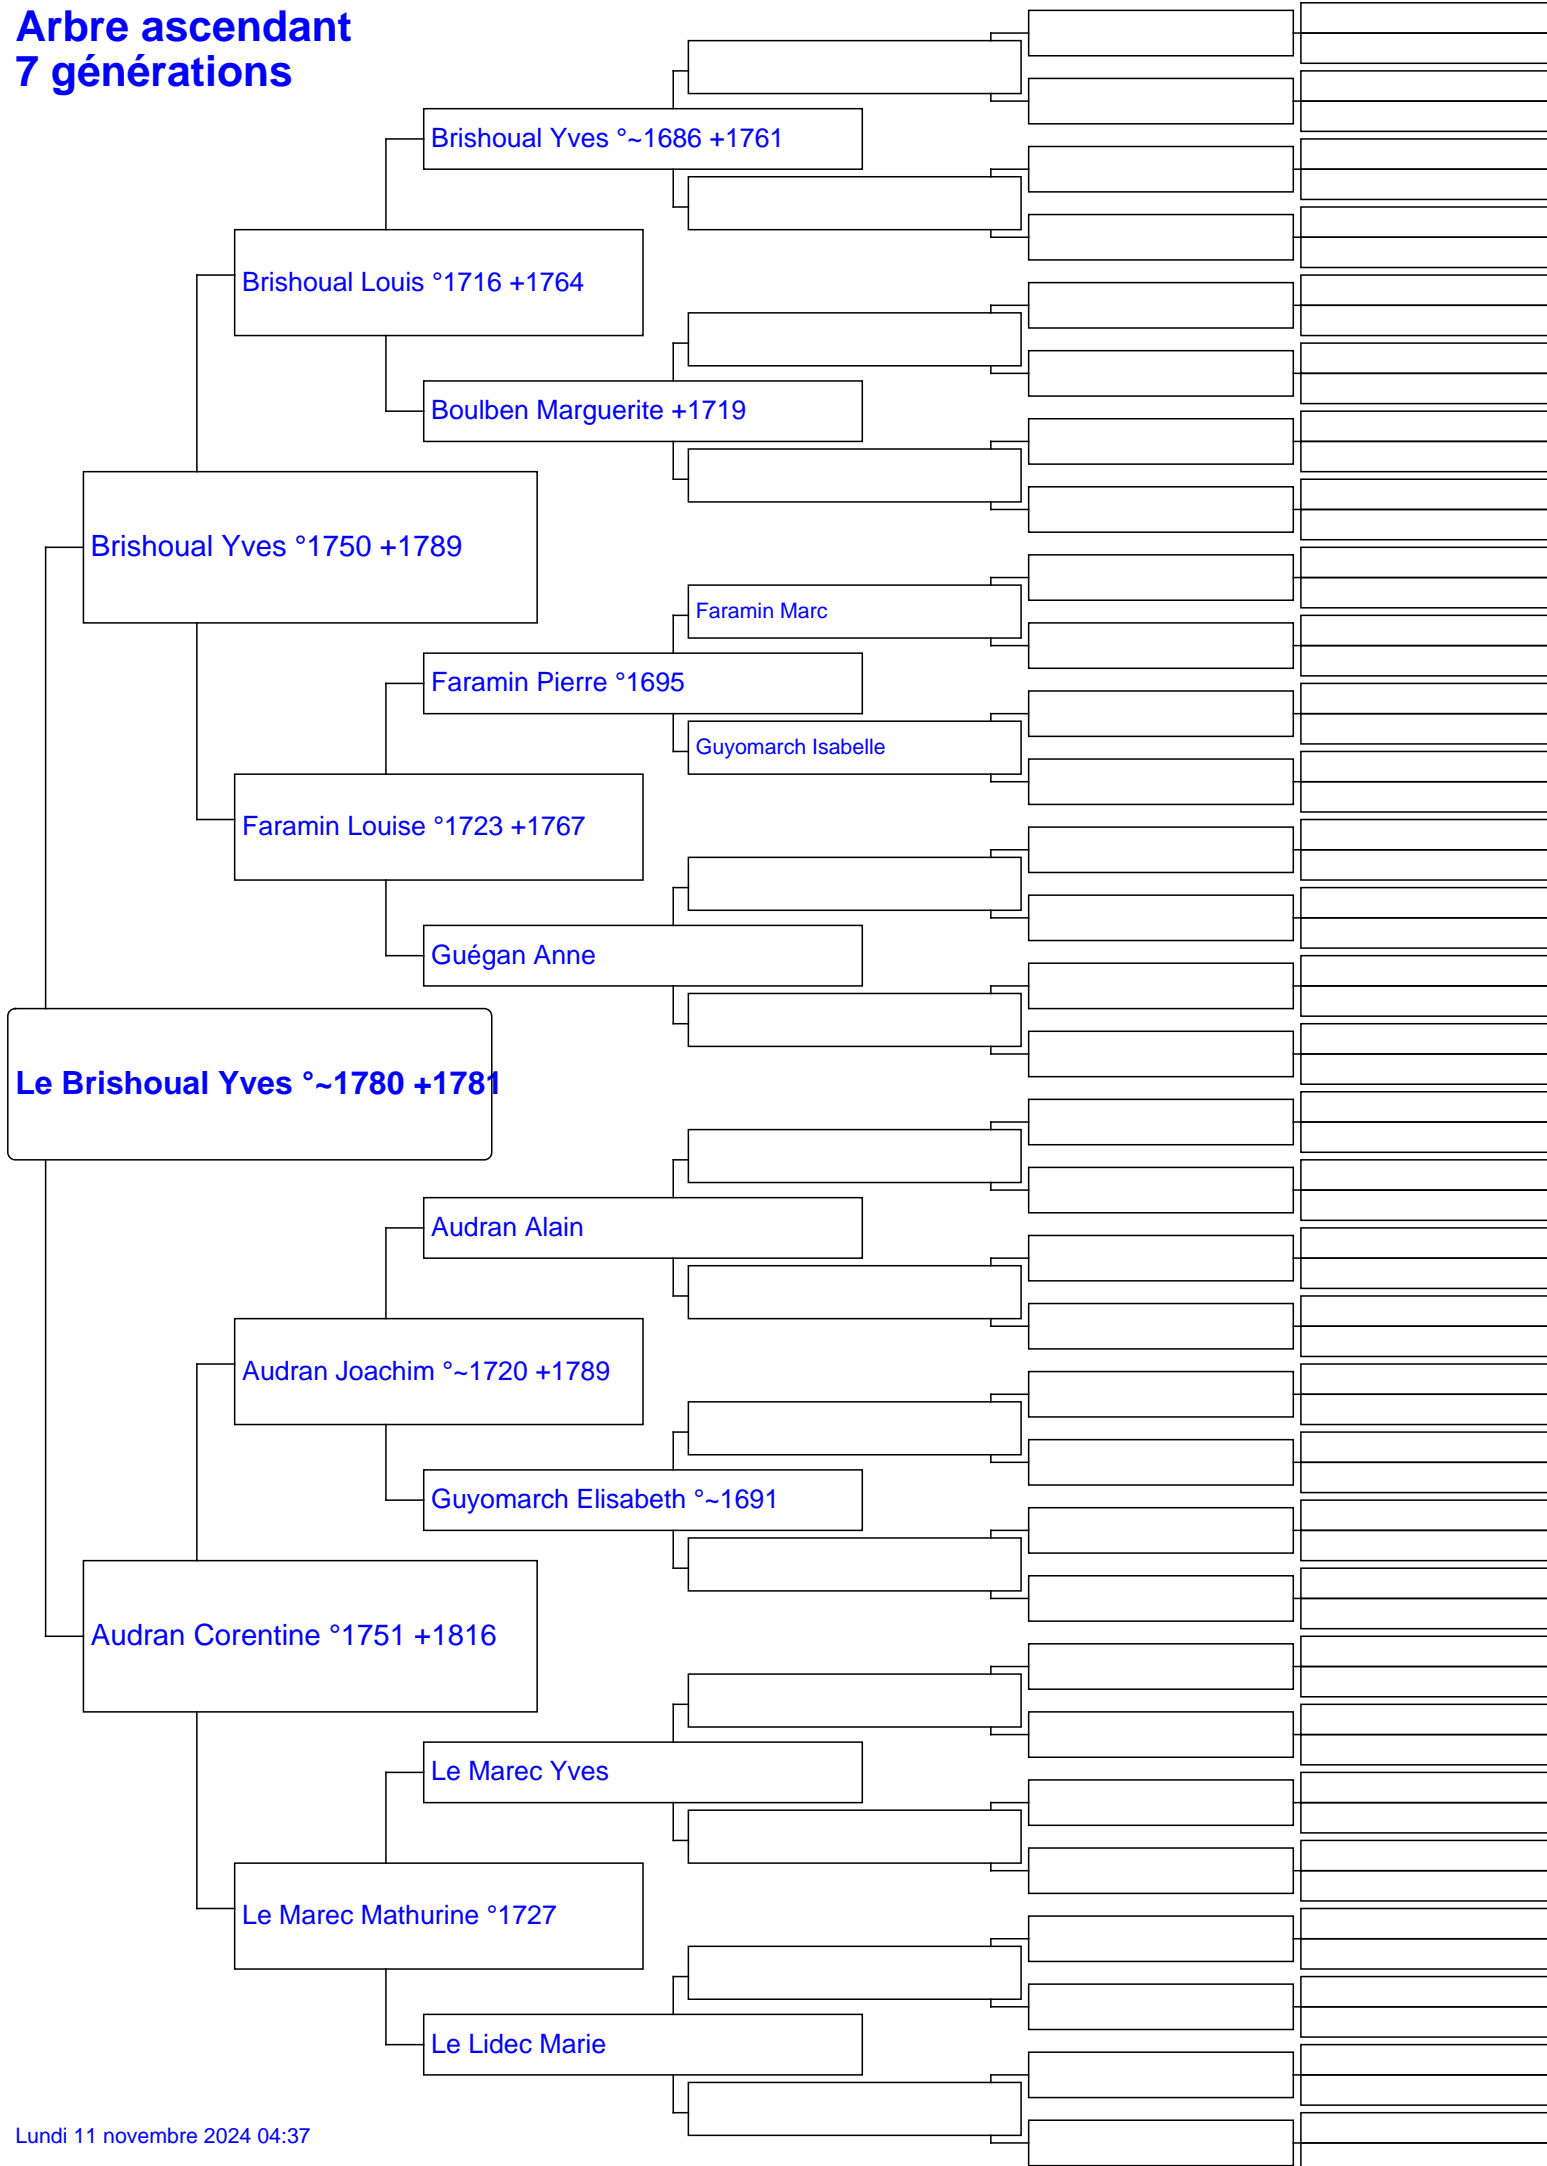 Arbre ascendant
7 générations
Brishoual Yves °~1686 +1761
Brishoual Louis °1716 +1764
Boulben Marguerite +1719
Brishoual Yves °1750 +1789
Faramin Marc
Faramin Pierre °1695
Guyomarch Isabelle
Faramin Louise °1723 +1767
Guégan Anne
Le Brishoual Yves °~1780 +1781
Audran Alain
Audran Joachim °~1720 +1789
Guyomarch Elisabeth °~1691
Audran Corentine °1751 +1816
Le Marec Yves
Le Marec Mathurine °1727
Le Lidec Marie
Lundi 11 novembre 2024 04:37